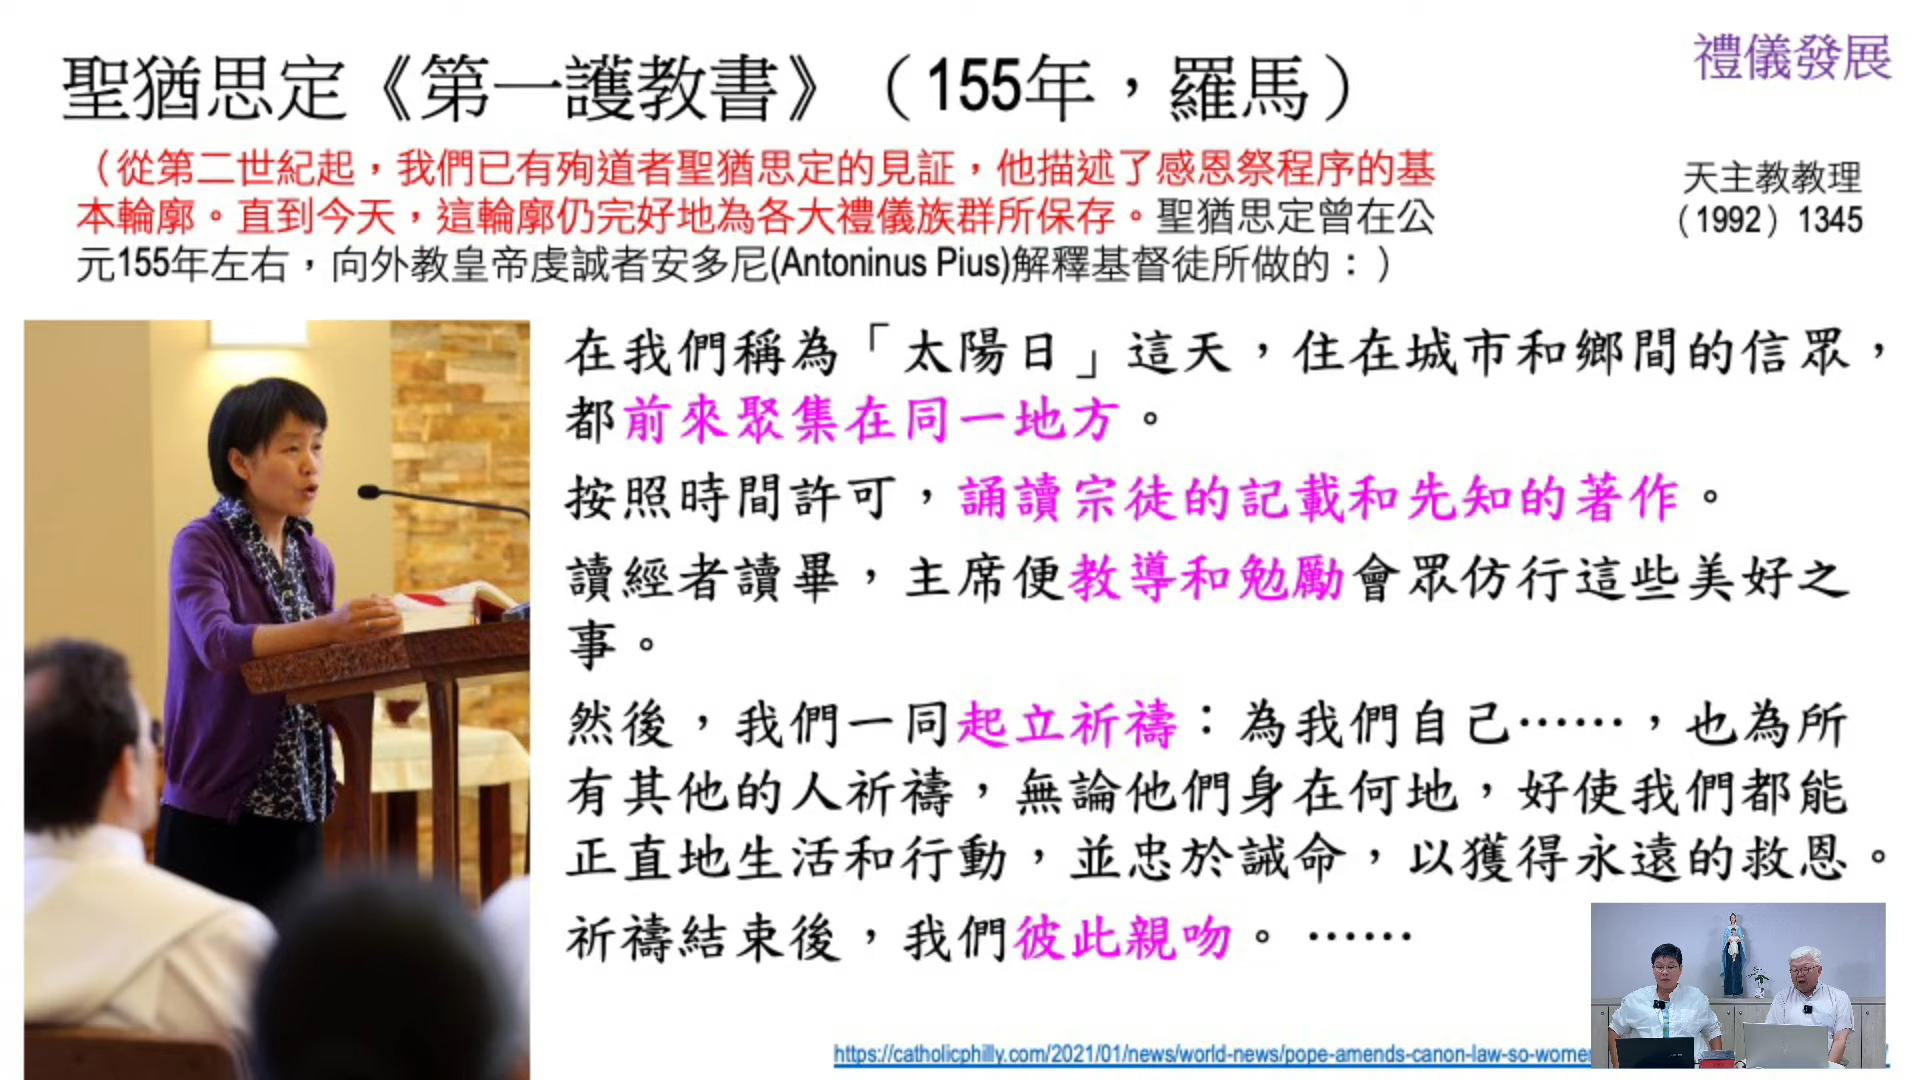 聖猶思定《第一護教書》（155年，羅馬）
禮儀發展
（從第二世紀起，我們已有殉道者聖猶思定的見証，他描述了感恩祭程序的基
本輪廓。直到今天，這輪廓仍完好地為各大禮儀族群所保存。聖猶思定曾在公
元155年左右，向外教皇帝虔誠者安多尼(Antoninus Pius)解釋基督徒所做的：）
天主教教理
（1992）1345
在我們稱為「太陽日」這天，住在城市和鄉間的信眾，
都前來聚集在同一地方。
按照時間許可，誦讀宗徒的記載和先知的著作。
讀經者讀畢，主席便教導和勉勵會眾仿行這些美好之
事。
然後，我們一同起立祈禱：為我們自己……，也為所
有其他的人祈禱，無論他們身在何地，好使我們都能
正直地生活和行動，並忠於誡命，以獲得永遠的救恩。
祈禱結束後，我們彼此親吻。……
https://catholicphilly.com/2021/01/news/world-news/pope-amends-canon-law-so-wome